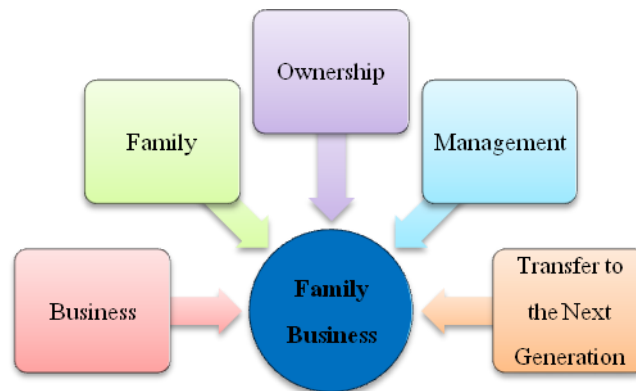 Ownership
Family
Management
Business
Family
Business
Transfer to
the Next
Generation